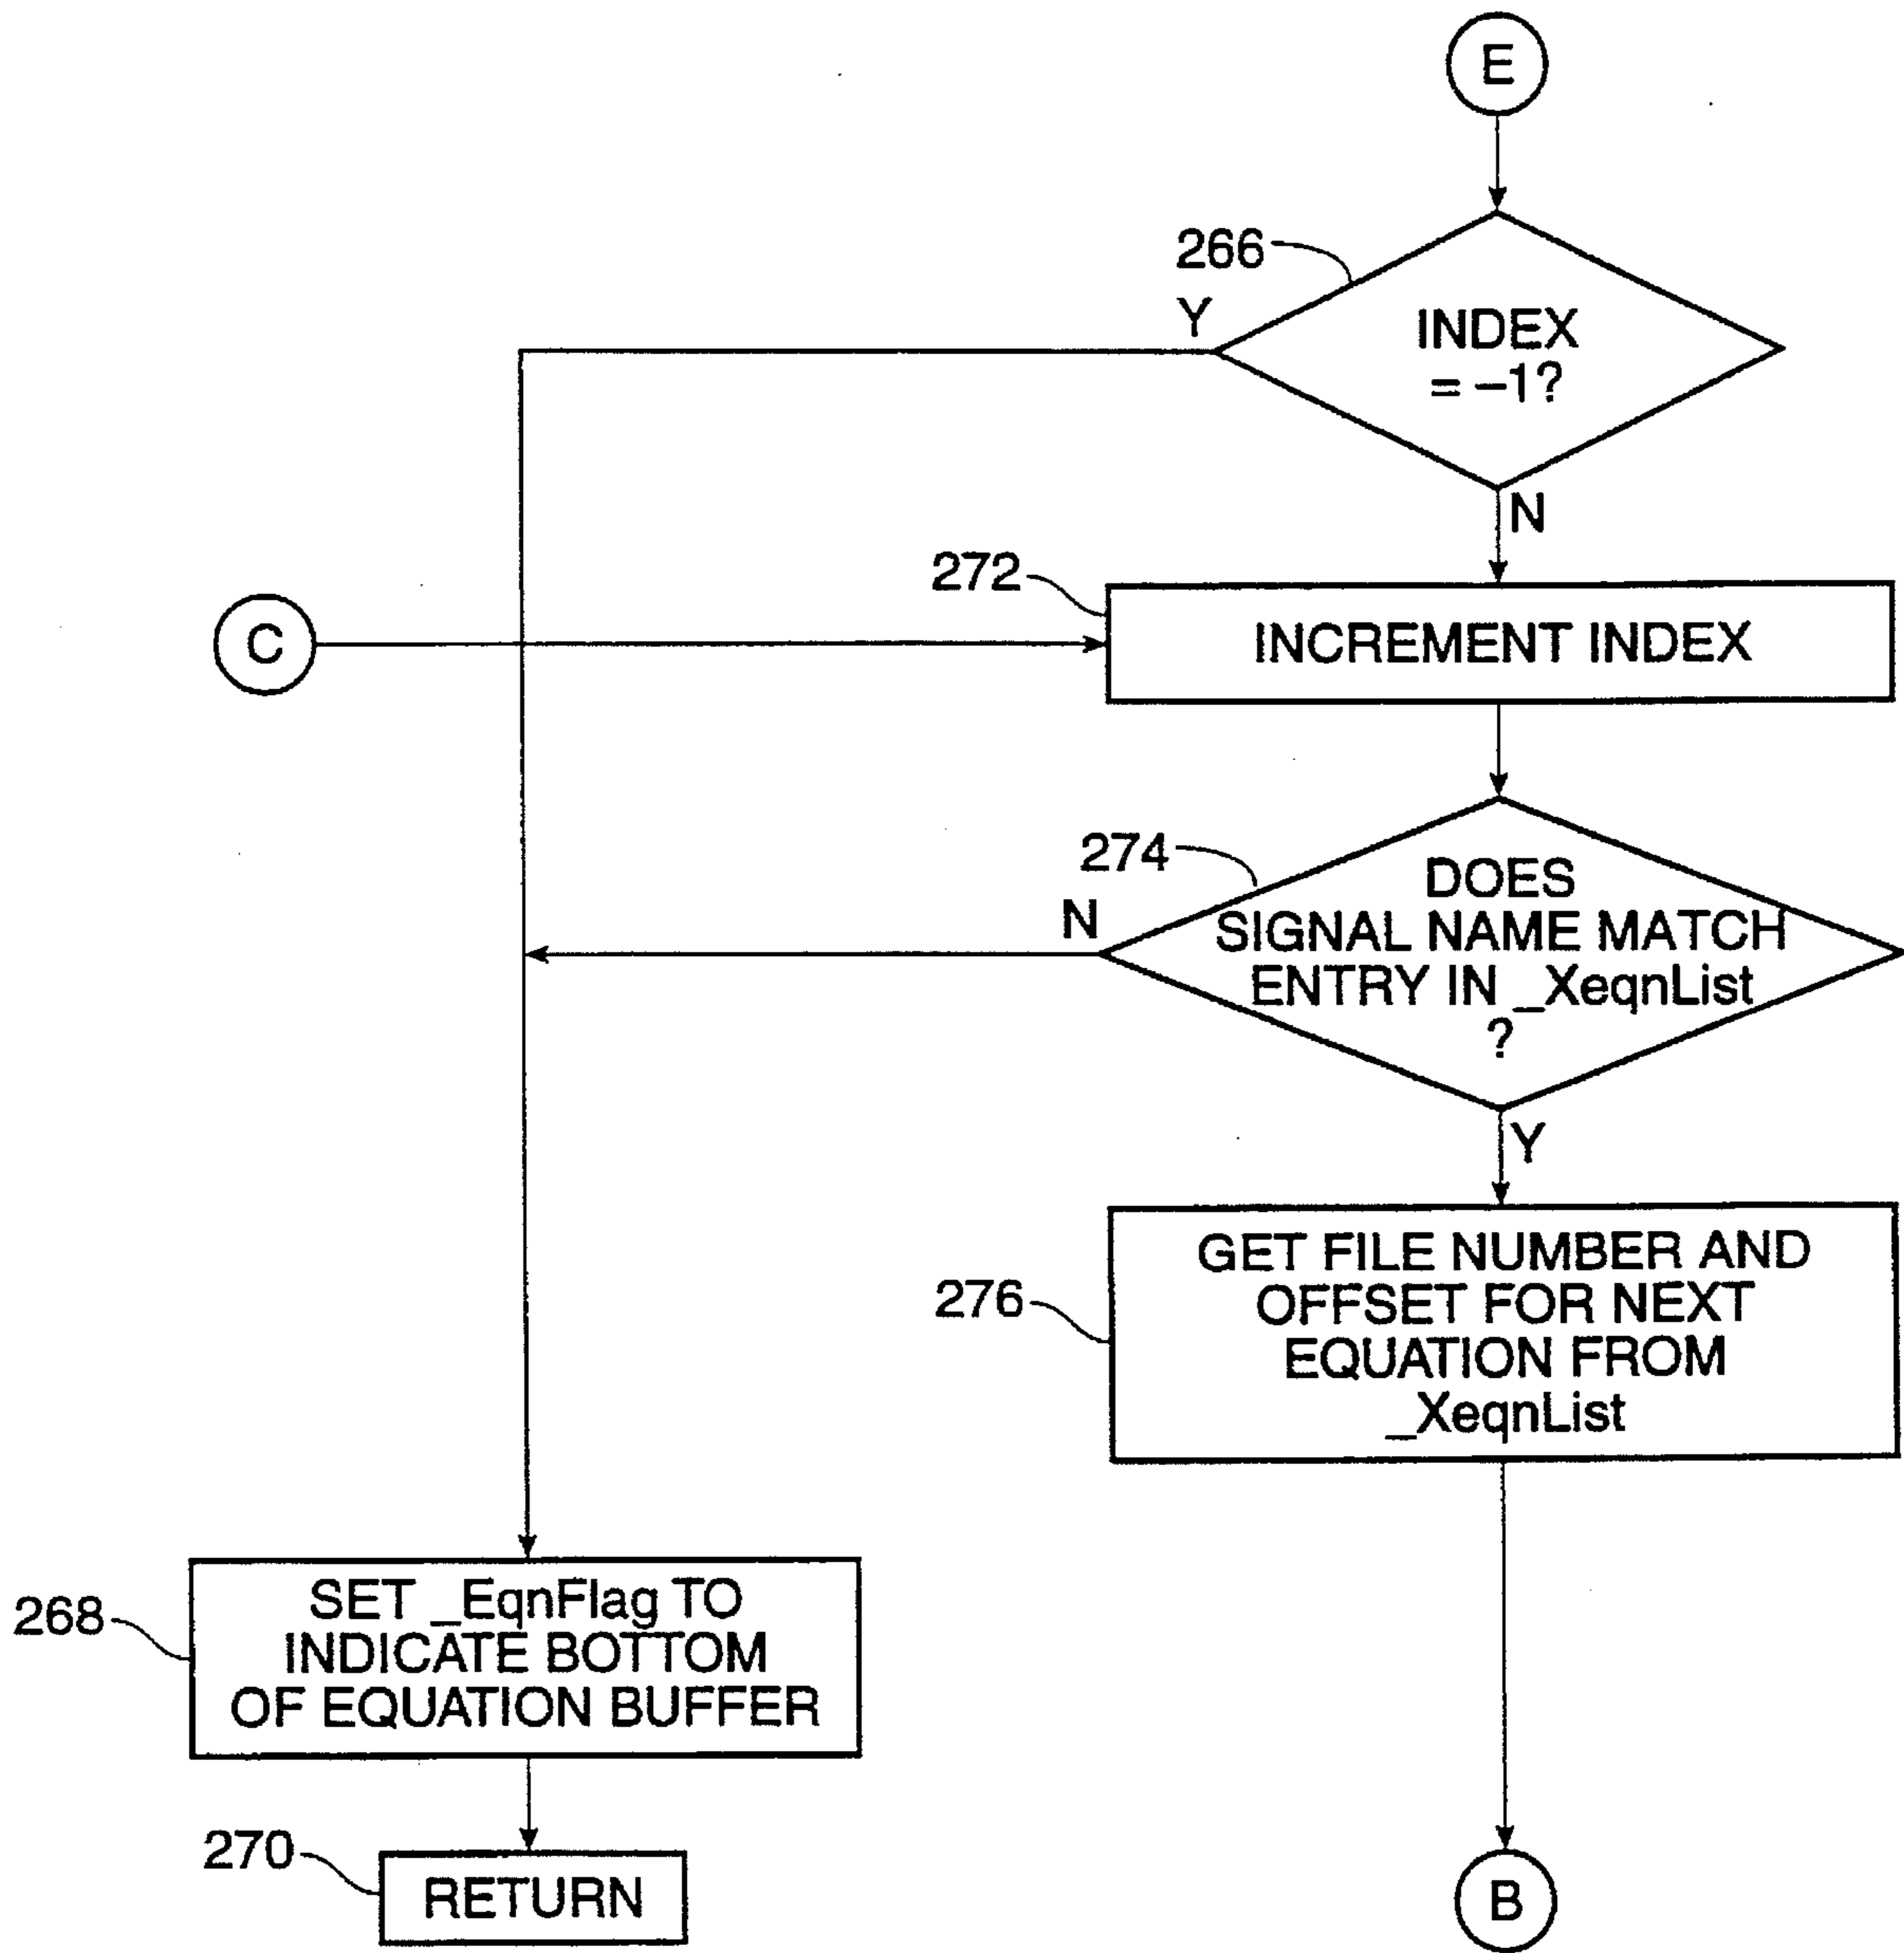 E
266
Y
INDEX
= –1?
N
272
C
INCREMENT INDEX
274
N
DOES
SIGNAL NAME MATCH
ENTRY IN _XeqnList
?
Y
276
GET FILE NUMBER AND
OFFSET FOR NEXT
EQUATION FROM
_XeqnList
268
SET _EqnFlag TO
INDICATE BOTTOM
OF EQUATION BUFFER
270
RETURN
B